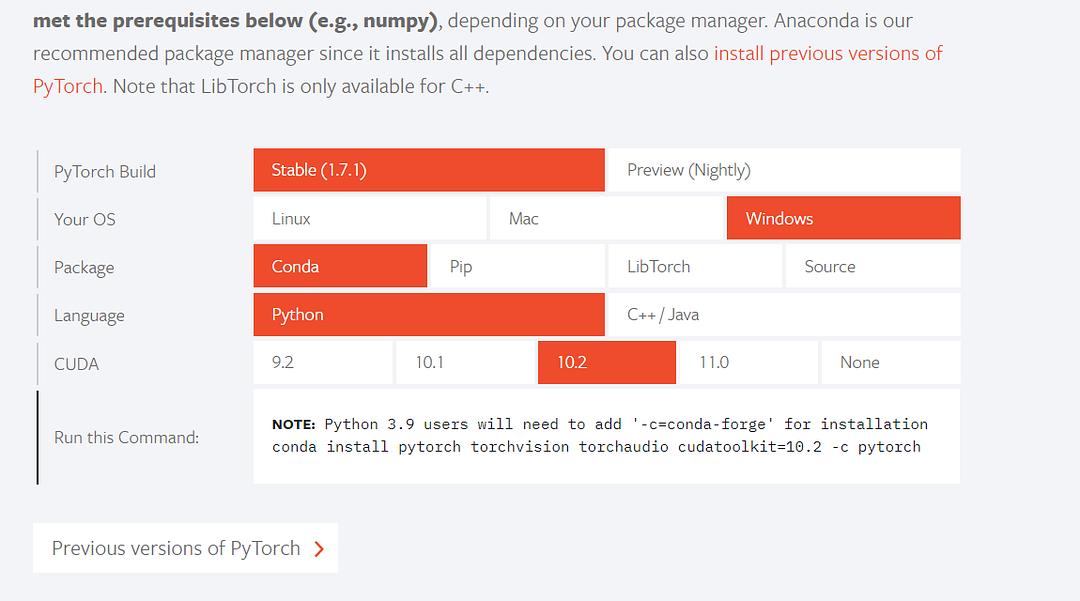 met the prerequisites below (e.g., numpy), depending on your package manager. Anaconda is our
recommended package manager since it installs all dependencies. You can also install previous versions of
PyTorch. Note that LibTorch is only available for C++.
PyTorch Build Stable (1.7.1) Preview (Nightly)
Your OS Linux Mac Windows
Package Conda Pip LibTorch Source
Language Python C++ / Java
CUDA 9.2 10.1 10.2 11.0 None
Run this Command:
NOTE: Python 3.9 users will need to add '-c=conda-forge' for installation
conda install pytorch torchvision torchaudio cudatoolkit=10.2 -c pytorch
Previous versions of PyTorch